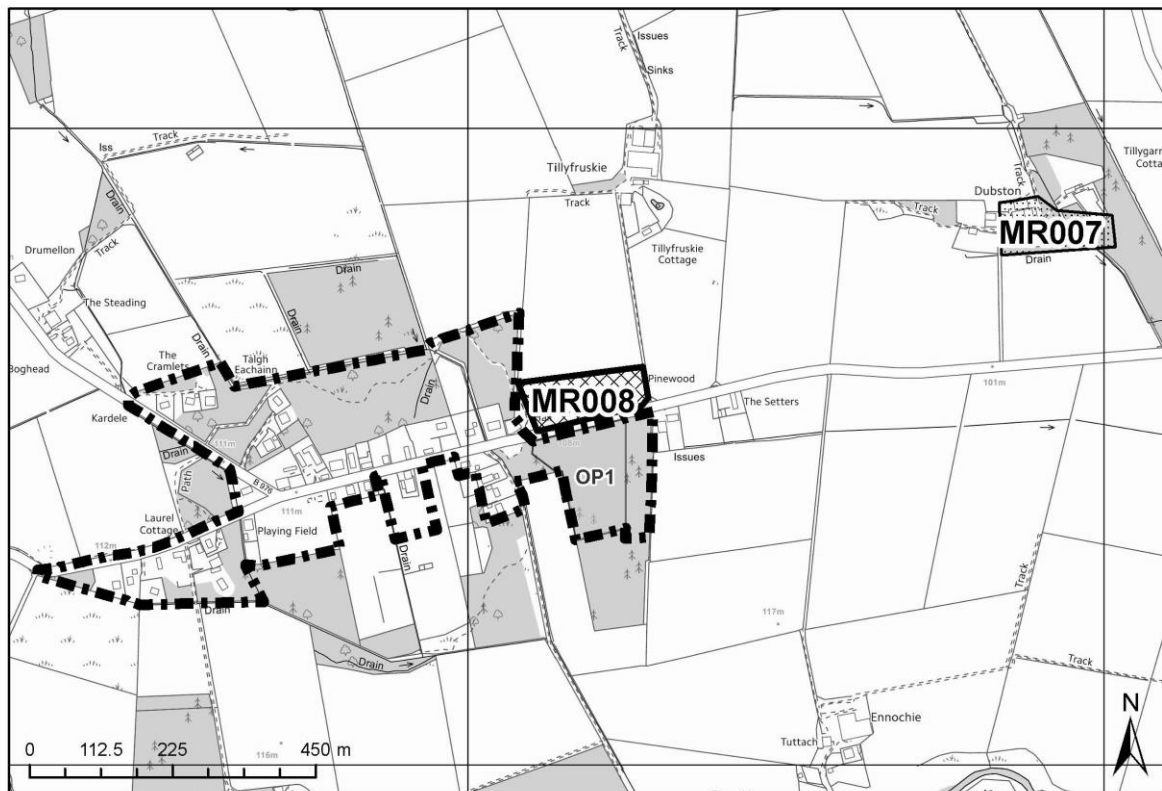 Issues
Track
Sinks
Track
Iss
Tillyfruskie
Track
Tillygarm
Cotta
Dubston
Track
Track
MR007
Drain
Drain
Drumellon
Track
Tillyfruskie
Cottage
Drain
The Steading
Drain
Drain
The
Cramlets
Talgh
Eachainn
Boghead
Pinewood
MR008
101m
The Setters
Drain
Kardele
111m
Issues
Drain
OP1
Path
B 976
111m
Laurel
Cottage
Playing Field
112m
Drain
Drain
117m
Track
Drain
Track
N
Ennochie
Tuttach
0 112.5 225 450 m
116m